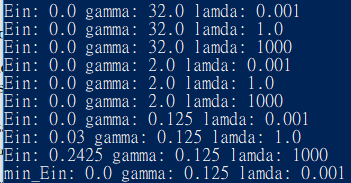 Ein: 0.0 gamma: 32.0 lamda: 0.001
Ein: 0.0 gamma: 32.0 lamda: 1.0
Ein: 0.0 gamma: 32.0 lamda: 1000
Ein: 0.0 gamma: 2.0 lamda: 0.001
Ein: 0.0 gamma: 2.0 lamda: 1.0
Ein: 0.0 gamma: 2.0 lamda: 1000
Ein: 0.0 gamma: 0.125 lamda: 0.001
Ein: 0.03 gamma: 0.125 lamda: 1.0
Ein: 0.2425 gamma: 0.125 lamda: 1000
min_Ein: 0.0 gamma: 0.125 lamda: 0.001